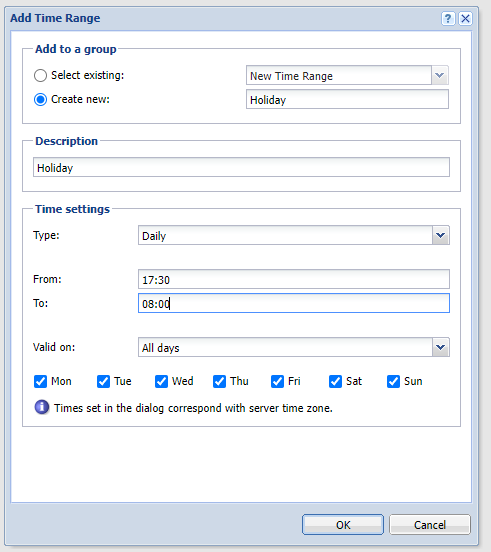 Add Time Range
Add to a group
Select existing: New Time Range
Create new: Holiday
Description
Holiday
Time settings
Type: Daily
From: 17:30
To: 08:00
Valid on: All days
Mon Tue Wed Thu Fri Sat Sun
Times set in the dialog correspond with server time zone.
OK Cancel